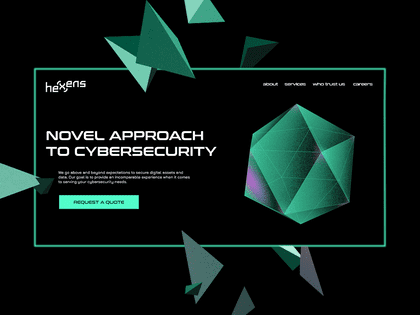 hexens
about services who trust us careers
NOVEL APPROACH
TO CYBERSECURITY
We go above and beyond expectations to secure digital assets and
data. Our goal is to provide an incomparable experience when it comes
to serving your cybersecurity needs.
REQUEST A QUOTE